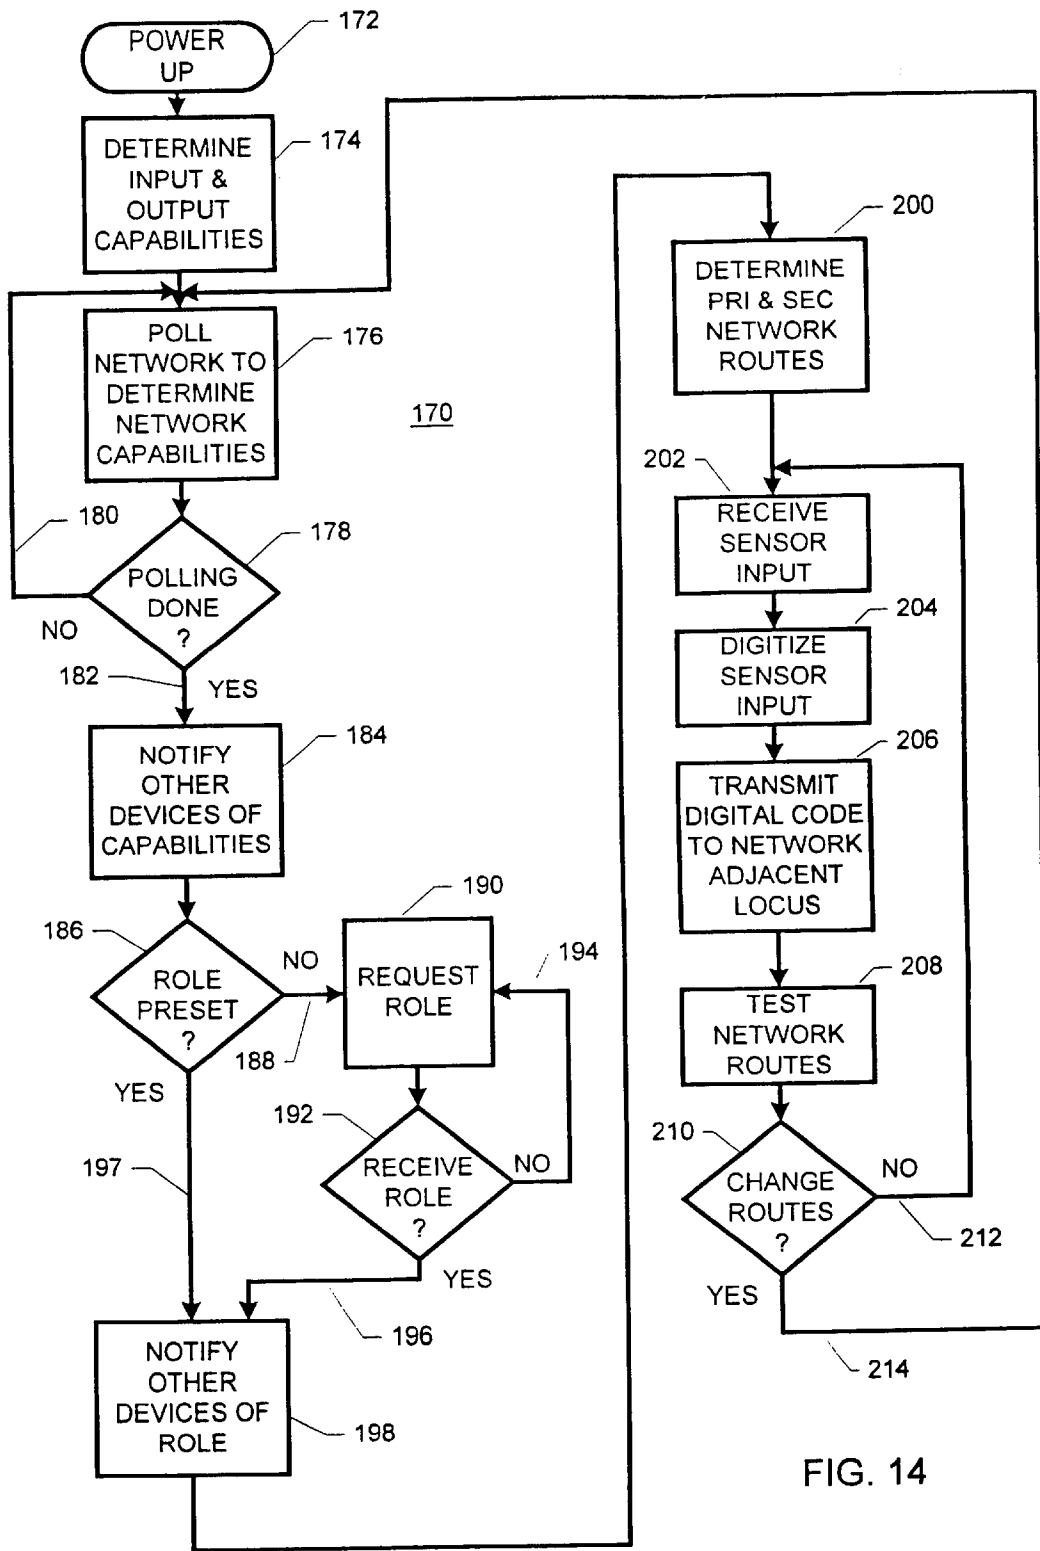 POWER
UP
172
DETERMINE
INPUT &
OUTPUT
CAPABILITIES
174
POLL
NETWORK TO
DETERMINE
NETWORK
CAPABILITIES
176
170
180
POLLING
DONE
?
178
NO
182
YES
NOTIFY
OTHER
DEVICES OF
CAPABILITIES
184
186
ROLE
PRESET
?
NO
188
YES
190
REQUEST
ROLE
194
192
RECEIVE
ROLE
?
NO
YES
196
197
NOTIFY
OTHER
DEVICES OF
ROLE
198
200
DETERMINE
PRI & SEC
NETWORK
ROUTES
202
RECEIVE
SENSOR
INPUT
204
DIGITIZE
SENSOR
INPUT
206
TRANSMIT
DIGITAL CODE
TO NETWORK
ADJACENT
LOCUS
208
TEST
NETWORK
ROUTES
210
CHANGE
ROUTES
?
NO
212
YES
214
FIG. 14